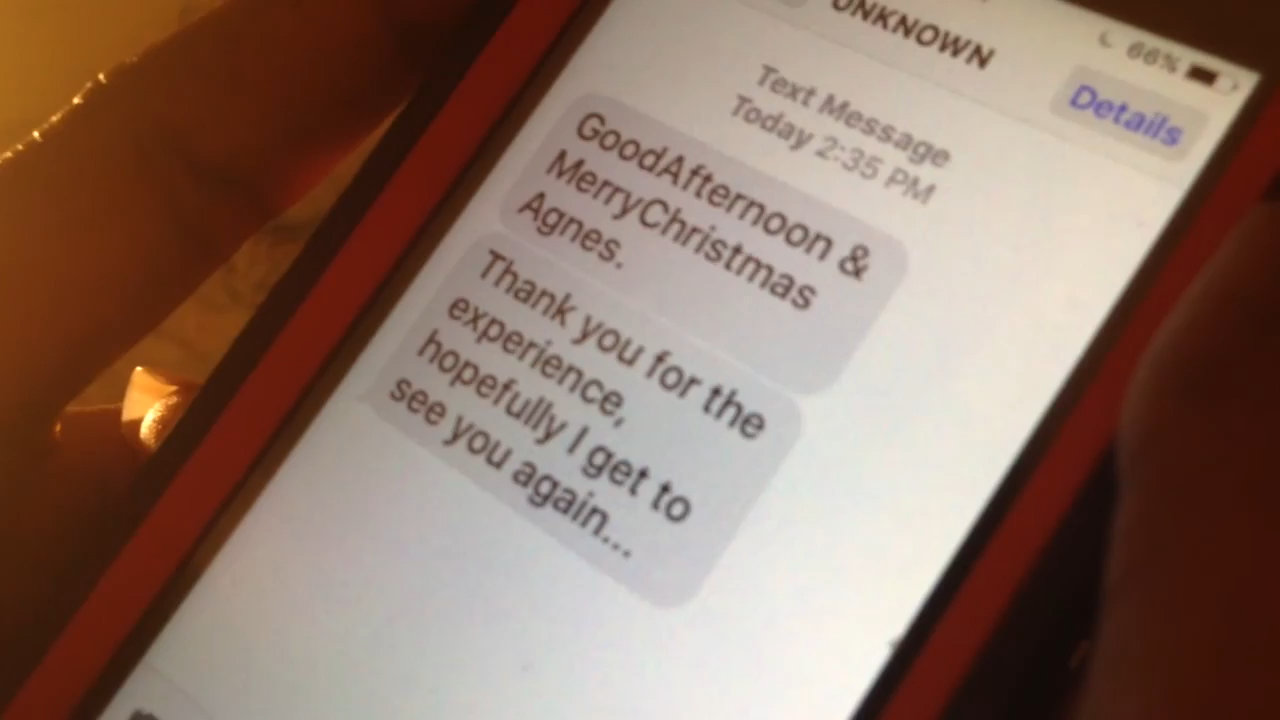 UNKNOWN
66%
Details
Text Message
Today 2:35 PM
GoodAfternoon &
MerryChristmas
Agnes.
Thank you for the
experience,
hopefully I get to
see you again...